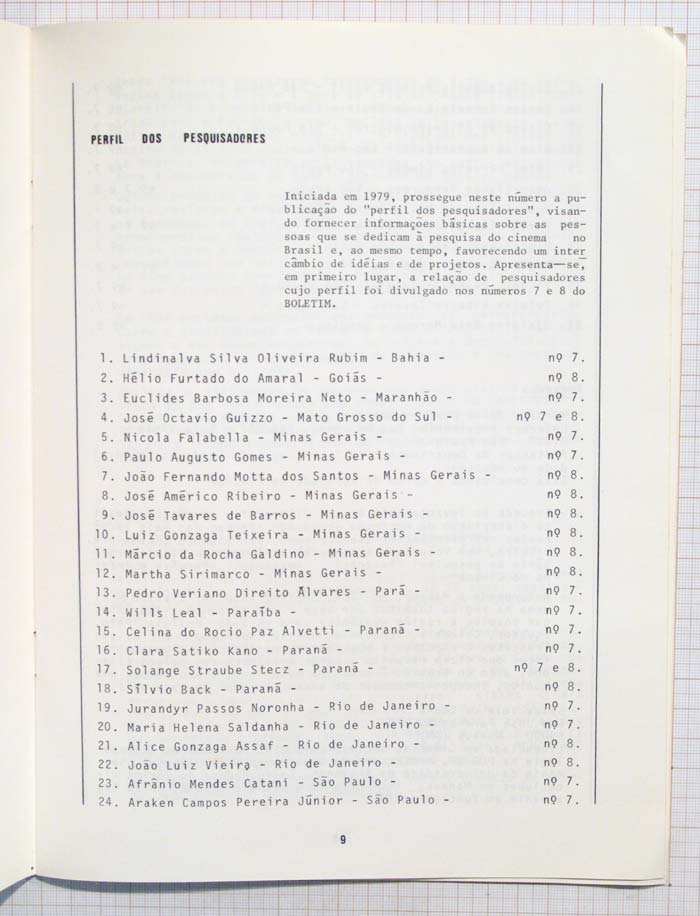 PERFIL DOS PESQUISADORES
Iniciada em 1979, prossegue neste número a pu-
blicação do "perfil dos pesquisadores", visan-
do fornecer informações básicas sobre as pes-
soas que se dedicam à pesquisa do cinema no
Brasil e, ao mesmo tempo, favorecendo um inter
câmbio de idéias e de projetos. Apresenta-se,
em primeiro lugar, a relação de pesquisadores
cujo perfil foi divulgado nos números 7 e 8 do
BOLETIM.
1. Lindinalva Silva Oliveira Rubim - Bahia - nº 7.
2. Hélio Furtado do Amaral - Goiás - nº 8.
3. Euclides Barbosa Moreira Neto - Maranhão - nº 7.
4. José Octavio Guizzo - Mato Grosso do Sul - nº 7 e 8.
5. Nicola Falabella - Minas Gerais - nº 7.
6. Paulo Augusto Gomes - Minas Gerais - nº 7.
7. João Fernando Motta dos Santos - Minas Gerais - nº 8.
8. José Américo Ribeiro - Minas Gerais - nº 8.
9. José Tavares de Barros - Minas Gerais - nº 8.
10. Luiz Gonzaga Teixeira - Minas Gerais - nº 8.
11. Márcio da Rocha Galdino - Minas Gerais - nº 8.
12. Martha Sirimarco - Minas Gerais - nº 8.
13. Pedro Veriano Direito Álvares - Pará - nº 7.
14. Wills Leal - Paraíba - nº 7.
15. Celina do Rocio Paz Alvetti - Paraná - nº 7.
16. Clara Satiko Kano - Paraná - nº 7.
17. Solange Straube Stecz - Paraná - nº 7 e 8.
18. Sílvio Back - Paraná - nº 8.
19. Jurandyr Passos Noronha - Rio de Janeiro - nº 7.
20. Maria Helena Saldanha - Rio de Janeiro - nº 7.
21. Alice Gonzaga Assaf - Rio de Janeiro - nº 8.
22. João Luiz Vieira - Rio de Janeiro - nº 8.
23. Afrânio Mendes Catani - São Paulo - nº 7.
24. Araken Campos Pereira Júnior - São Paulo - nº 7.
9